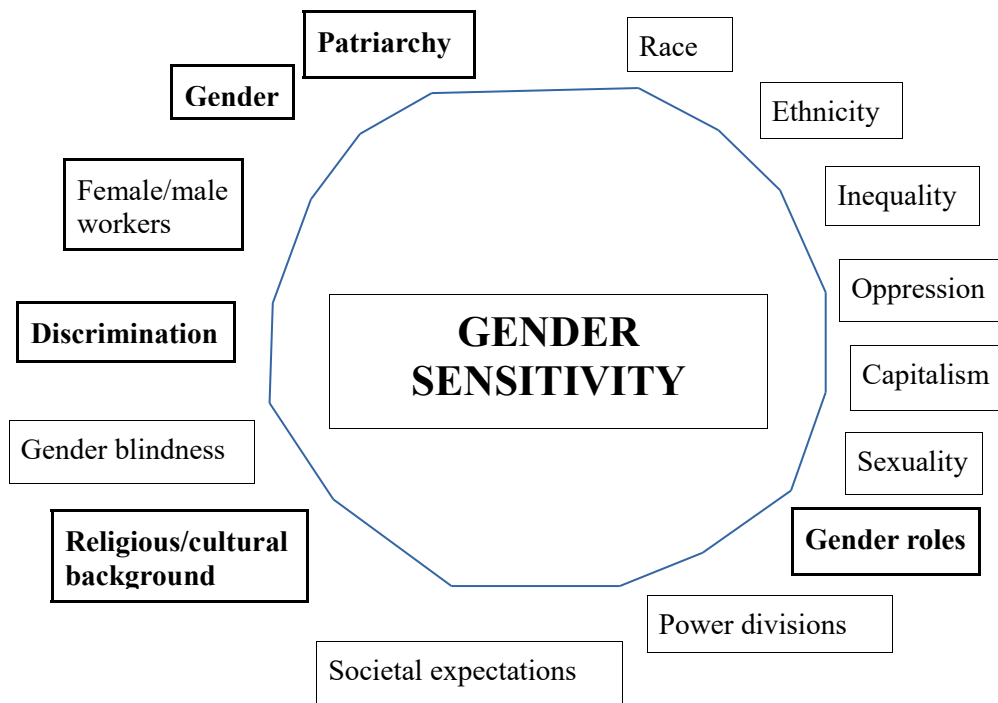 Patriarchy
Race
Gender
Ethnicity
Female/male
workers
Inequality
Oppression
Discrimination
GENDER
SENSITIVITY
Capitalism
Gender blindness
Sexuality
Religious/cultural
background
Gender roles
Power divisions
Societal expectations